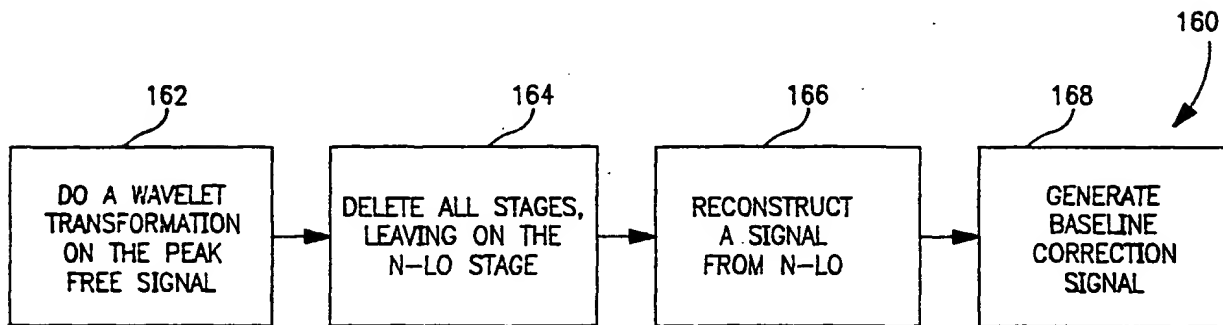 160
162
164
166
168
DO A WAVELET
TRANSFORMATION
ON THE PEAK
FREE SIGNAL
DELETE ALL STAGES,
LEAVING ON THE
N-LO STAGE
RECONSTRUCT
A SIGNAL
FROM N-LO
GENERATE
BASELINE
CORRECTION
SIGNAL